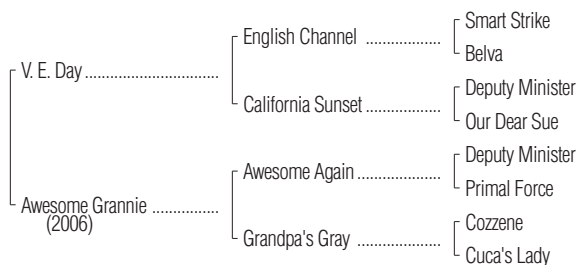 Smart Strike
English Channel ..................
Belva
V. E. Day ................................
Deputy Minister
California Sunset ..................
Our Dear Sue
Deputy Minister
Awesome Again ....................
Primal Force
Awesome Grannie ................
(2006)
Cozzene
Grandpa's Gray ....................
Cuca's Lady